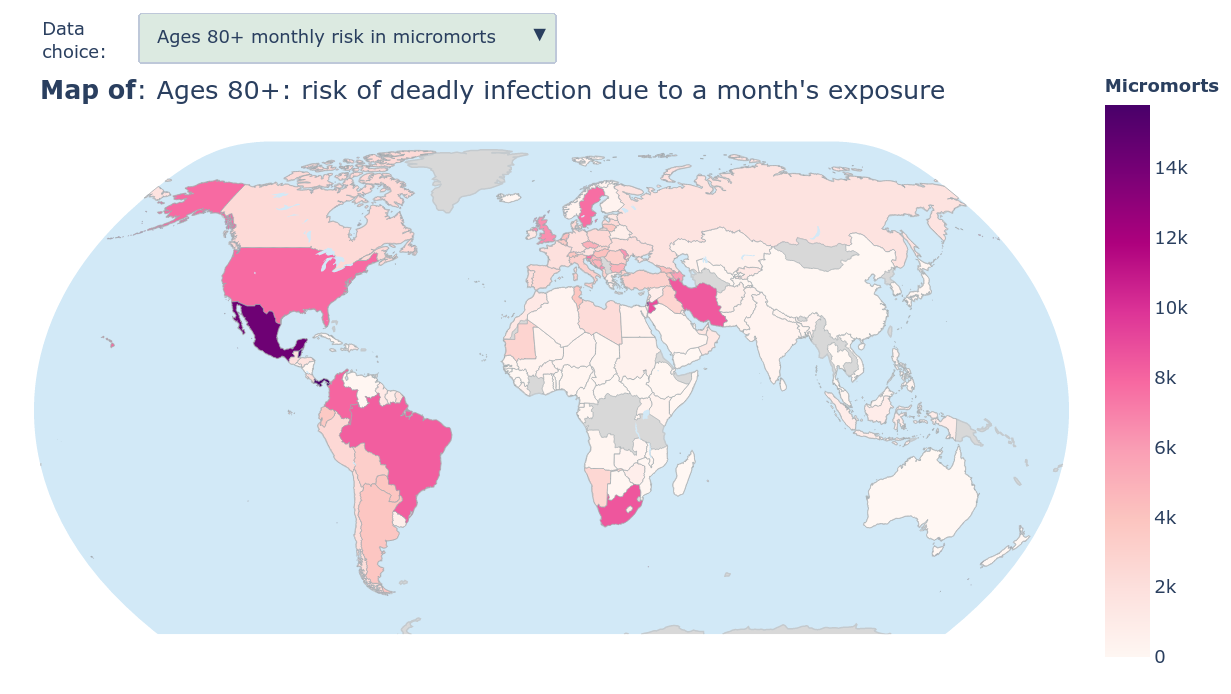 Data
choice:
Ages 80+ monthly risk in micromorts ▼
Map of: Ages 80+: risk of deadly infection due to a month's exposure
Micromorts
14k
12k
10k
8k
6k
4k
2k
0